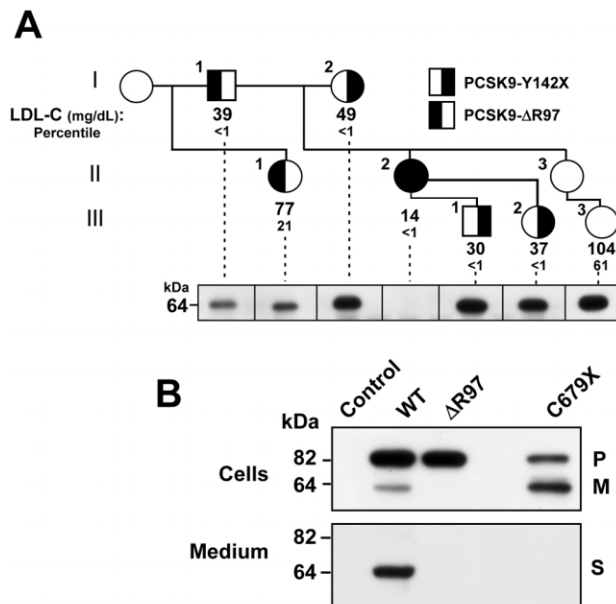 A
I
1
2
PCSK9-Y142X
PCSK9-ΔR97
LDL-C (mg/dL):
Percentile
39
<1
49
<1
II
1
2
3
III
77
21
14
<1
1
30
<1
2
37
<1
3
104
61
kDa
64
B
Control
WT
ΔR97
C679X
kDa
Cells
82
64
P
M
Medium
82
64
S